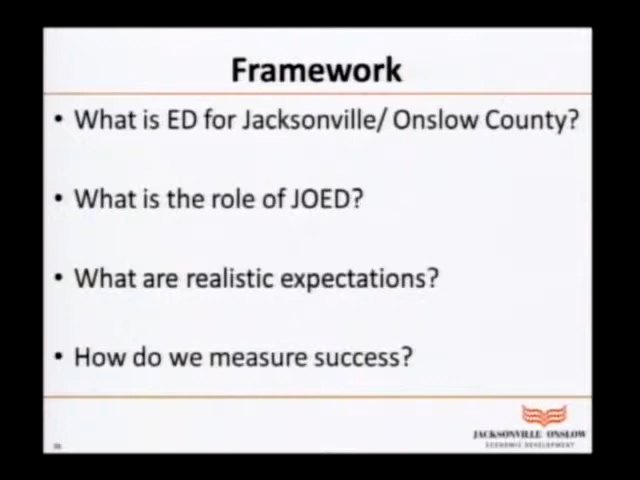 Framework
• What is ED for Jacksonville/ Onslow County?
• What is the role of JOED?
• What are realistic expectations?
• How do we measure success?
JACKSONVILLE ONSLOW
ECONOMIC DEVELOPMENT